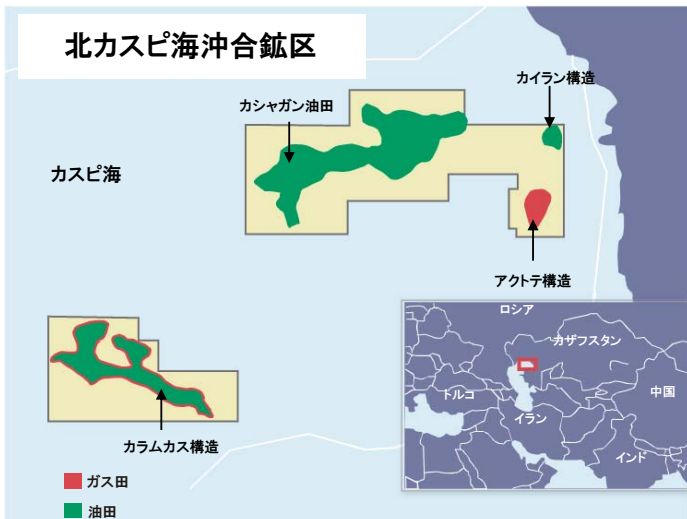 北カスピ海沖合鉱区
カイラン構造
カシャガン油田
カスピ海
アクトテ構造
ロシア
カザフスタン
中国
トルコ
イラン
インド
カラムカス構造
ガス田
油田